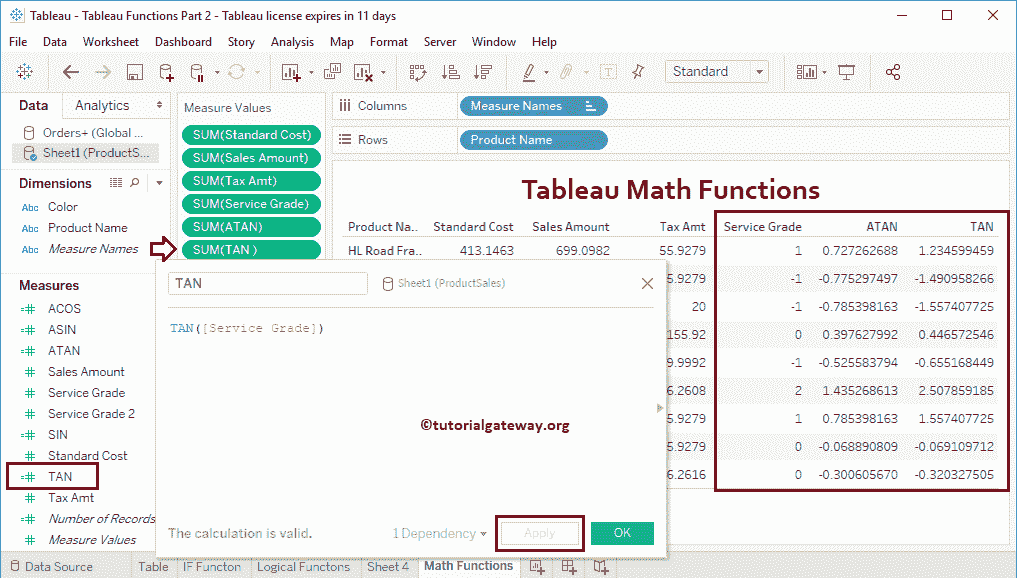 Tableau - Tableau Functions Part 2 - Tableau license expires in 11 days
File Data Worksheet Dashboard Story Analysis Map Format Server Window Help
Standard
Data Analytics
Orders+ (Global ...
Sheet1 (ProductS...
Dimensions
Abc Color
Abc Product Name
Abc Measure Names
Measures
ACOS
ASIN
ATAN
Sales Amount
Service Grade
Service Grade 2
SIN
Standard Cost
TAN
Tax Amt
Number of Records
Measure Values
Measure Values
SUM(Standard Cost)
SUM(Sales Amount)
SUM(Tax Amt)
SUM(Service Grade)
SUM(ATAN)
SUM(TAN )
Columns Measure Names
Rows Product Name
Tableau Math Functions
Product Na.. Standard Cost Sales Amount Tax Amt Service Grade ATAN TAN
HL Road Fra.. 413.1463 699.0982 55.9279 1 0.727262688 1.234599459
5.9279 -1 -0.775297497 -1.490958266
20 -1 -0.785398163 -1.557407725
155.92 0 0.397627992 0.446572546
9.9992 -1 -0.525583794 -0.655168449
6.2608 2 1.435268613 2.507859185
5.9279 1 0.785398163 1.557407725
5.9279 0 -0.068890809 -0.069109712
6.2616 0 -0.300605670 -0.320327505
TAN Sheet1 (ProductSales)
TAN([Service Grade])
©tutorialgateway.org
The calculation is valid. 1 Dependency Apply OK
Data Source Table IF Functon Logical Functons Sheet 4 Math Functions